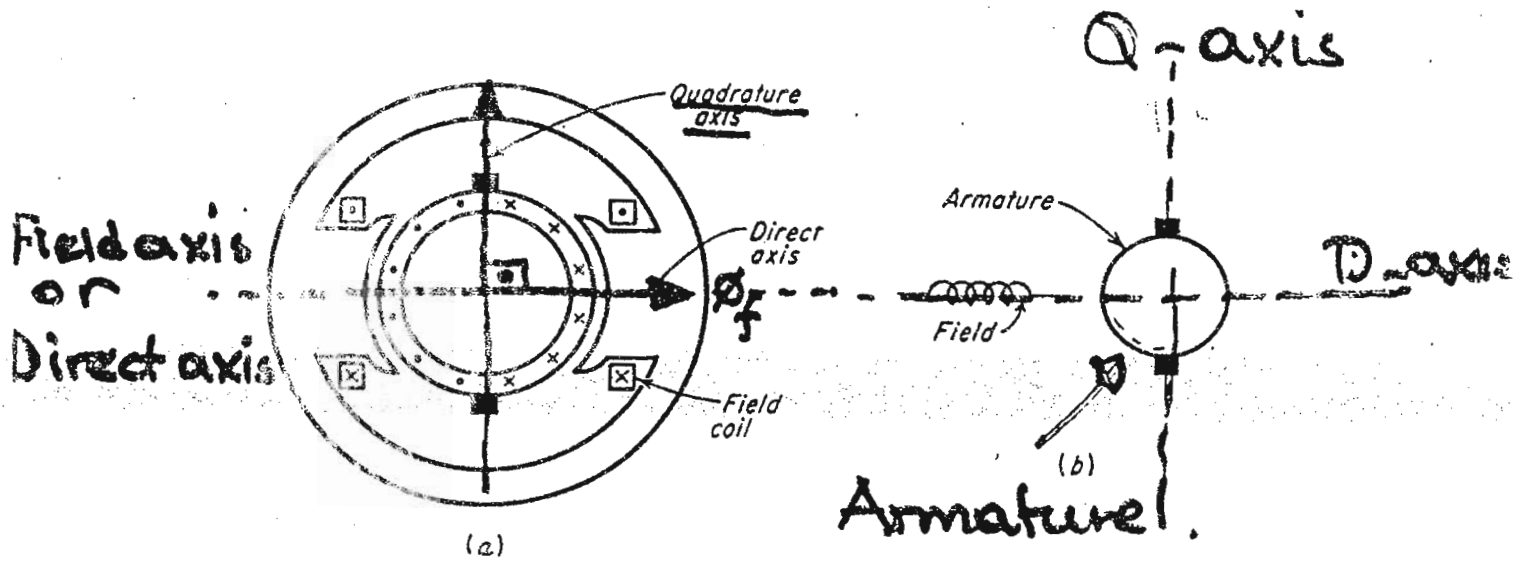 Q-axis
Quadrature
axis
Armature
Field axis
or
Direct axis
Direct
axis
Øf
D-axis
Field
Field
coil
(b)
Armature
(a)